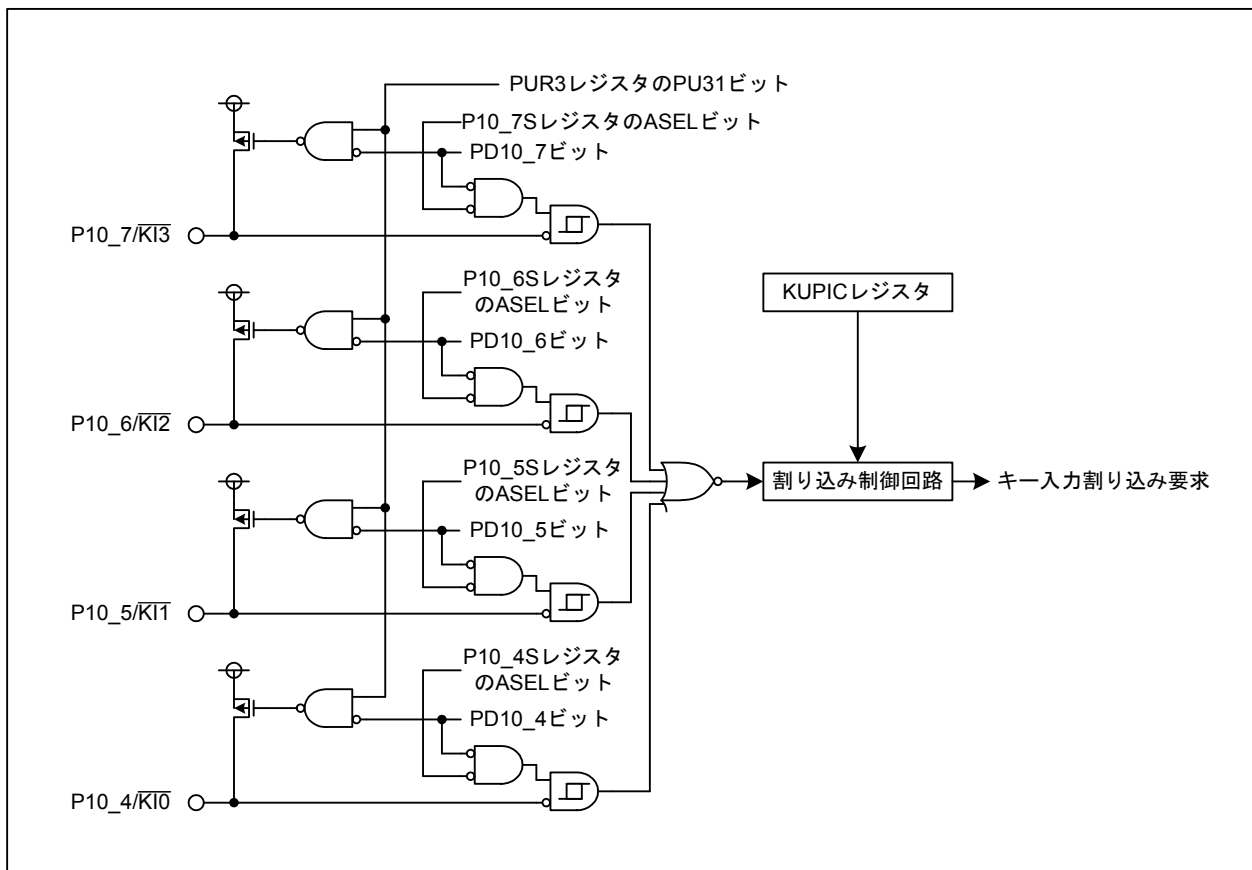 PUR3レジスタのPU31ビット
P10_7SレジスタのASELビット
PD10_7ビット
P10_7/KI3
P10_6Sレジスタ
のASELビット
PD10_6ビット
P10_6/KI2
KUPICレジスタ
P10_5Sレジスタ
のASELビット
PD10_5ビット
割り込み制御回路
キー入力割り込み要求
P10_5/KI1
P10_4Sレジスタ
のASELビット
PD10_4ビット
P10_4/KI0